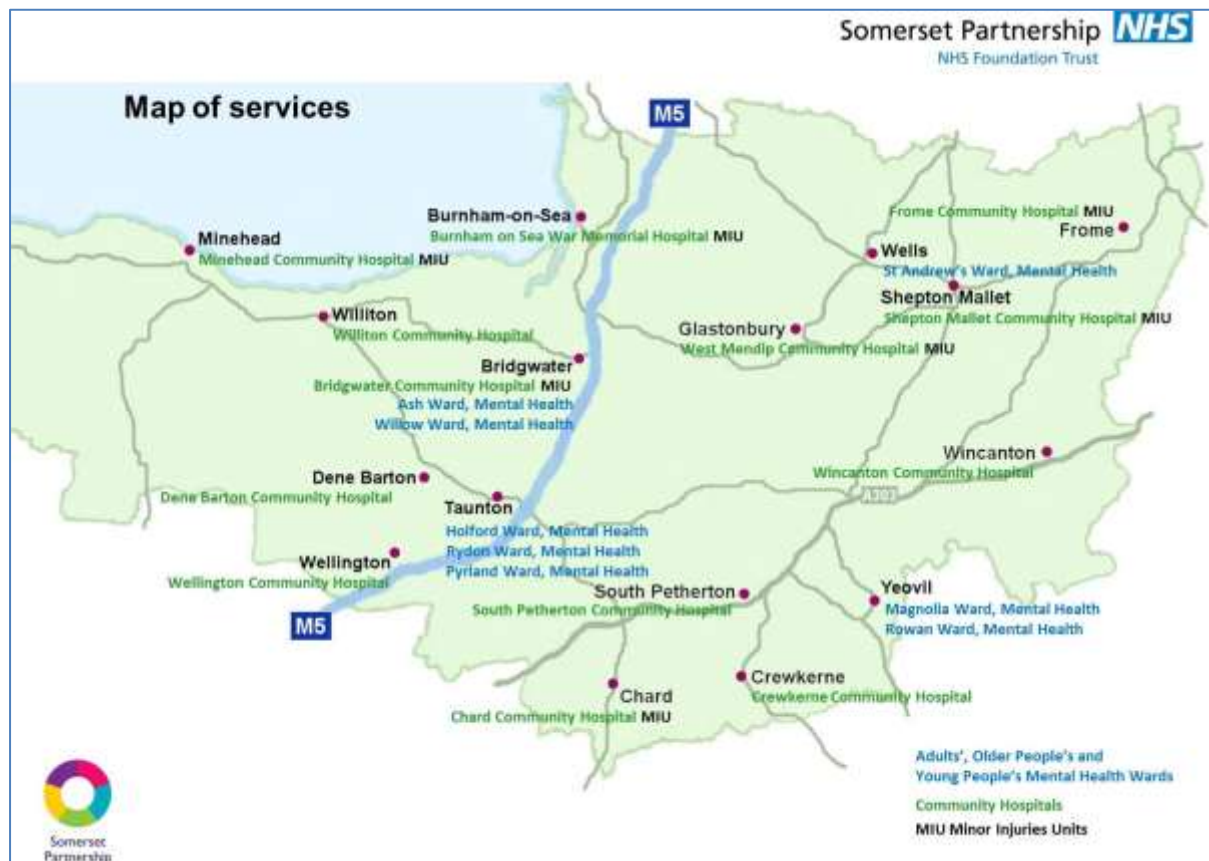 Somerset Partnership NHS
NHS Foundation Trust
Map of services
M5
Burnham-on-Sea
Burnham on Sea War Memorial Hospital MIU
Frome Community Hospital MIU
Frome
Minehead
Minehead Community Hospital MIU
Wells
St Andrew's Ward, Mental Health
Shepton Mallet
Shepton Mallet Community Hospital MIU
Williton
Williton Community Hospital
Glastonbury
West Mendip Community Hospital MIU
Bridgwater
Bridgwater Community Hospital MIU
Ash Ward, Mental Health
Willow Ward, Mental Health
Wincanton
Wincanton Community Hospital
Dene Barton
Dene Barton Community Hospital
A303
Taunton
Holford Ward, Mental Health
Rydon Ward, Mental Health
Pyrland Ward, Mental Health
Wellington
Wellington Community Hospital
M5
South Petherton
South Petherton Community Hospital
Yeovil
Magnolia Ward, Mental Health
Rowan Ward, Mental Health
Crewkerne
Crewkerne Community Hospital
Chard
Chard Community Hospital MIU
Adults', Older People's and
Young People's Mental Health Wards
Community Hospitals
MIU Minor Injuries Units
Somerset
Partnership